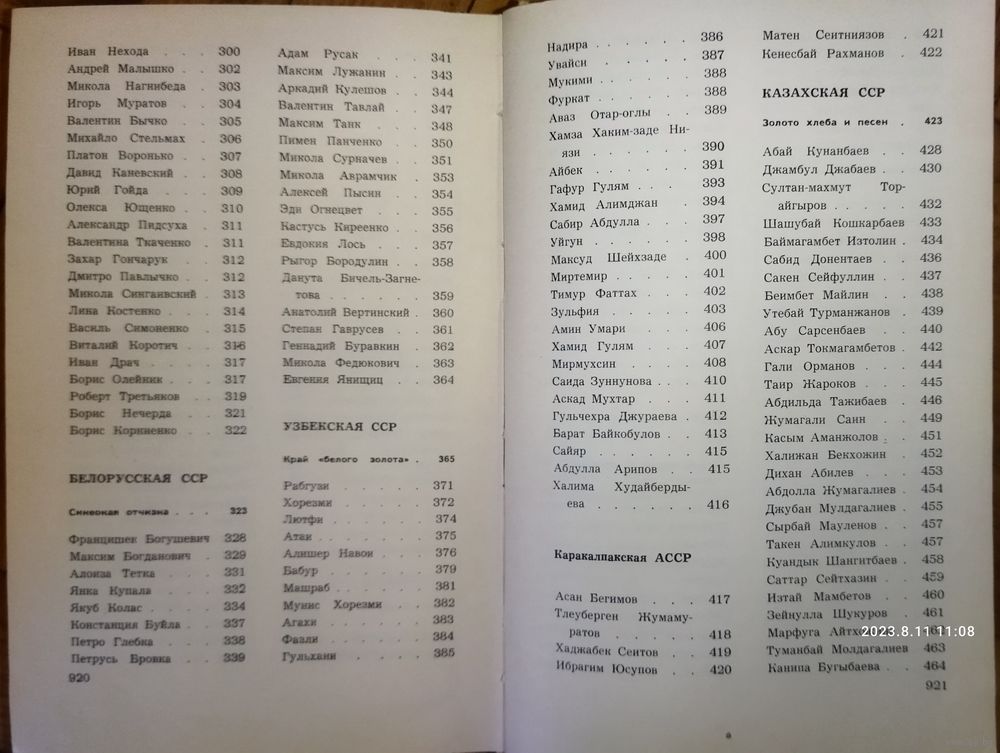 Иван Нехода . . . 300
Андрей Малышко . . 302
Микола Нагнибеда . 303
Игорь Муратов . . 304
Валентин Бычко . . 305
Михайло Стельмах . 306
Платон Воронько . . 307
Давид Каневский . . 308
Юрий Гойда . . . 309
Олекса Ющенко . . 310
Александр Пидсуха . 311
Валентина Ткаченко . 311
Захар Гончарук . . 312
Дмитро Павлычко . . 312
Микола Сингаивский . 313
Лина Костенко . . . 314
Василь Симоненко . 315
Виталий Коротич . . 316
Иван Драч . . . . 317
Борис Олейник . . . 317
Роберт Третьяков . . 319
Борис Нечерда . . 321
Борис Корниенко . . 322
БЕЛОРУССКАЯ ССР
Синеокая отчизна . . . 323
Францишек Богушевич 328
Максим Богданович . 329
Алоиза Тетка . . . 331
Янка Купала . . . 332
Якуб Колас . . . . 334
Констанция Буйла . . 337
Петро Глебка . . . 338
Петрусь Бровка . . 339
920
Адам Русак . . . 341
Максим Лужанин . . 343
Аркадий Кулешов . . 344
Валентин Тавлай . . 347
Максим Танк . . . 348
Пимен Панченко . . 350
Микола Сурначев . . 351
Микола Аврамчик . 353
Алексей Пысин . . 354
Эди Огнецвет . . . 355
Кастусь Киреенко . . 356
Евдокия Лось . . . 357
Рыгор Бородулин . . 358
Данута Бичель-Загне-
това . . . . . . 359
Анатолий Вертинский . 360
Степан Гаврусев . . 361
Геннадий Буравкин . 362
Микола Федюкович . 363
Евгения Янищиц . . 364
УЗБЕКСКАЯ ССР
Край «белого золота» . 365
Рабгузи . . . . . 371
Хорезми . . . . . 372
Лютфи . . . . . 374
Атаи . . . . . . 375
Алишер Навои . . . 376
Бабур . . . . . . 379
Машраб . . . . . 381
Мунис Хорезми . . 382
Агахи . . . . . . 383
Фазли . . . . . . 384
Гульхани . . . . 385
Надира . . . . . 386
Увайси . . . . . 387
Мукими . . . . . 388
Фуркат . . . . . 388
Аваз Отар-оглы . . 389
Хамза Хаким-заде Ни-
язи . . . . . . 390
Айбек . . . . . . 391
Гафур Гулям . . . 393
Хамид Алимджан . . 394
Сабир Абдулла . . . 397
Уйгун . . . . . . 398
Максуд Шейхзаде . 400
Миртемир . . . . 401
Тимур Фаттах . . . 402
Зульфия . . . . . 403
Амин Умари . . . 406
Хамид Гулям . . . 407
Мирмухсин . . . . 408
Саида Зуннунова . . . 410
Аскад Мухтар . . . 411
Гульчехра Джураева . 412
Барат Байкобулов . . 413
Сайяр . . . . . . 415
Абдулла Арипов . . 415
Халима Худайберды-
ева . . . . . . 416
Каракалпакская АССР
Асан Бегимов . . . 417
Тлеуберген Жумаму-
ратов . . . . . 418
Хаджабек Сеитов . . 419
Ибрагим Юсупов . . 420
Матен Сеитниязов . 421
Кенесбай Рахманов . 422
КАЗАХСКАЯ ССР
Золото хлеба и песен . 423
Абай Кунанбаев . . 428
Джамбул Джабаев . . 430
Султан-махмут Тор-
айгыров . . . . . 432
Шашубай Кошкарбаев 433
Баймагамбет Изтолин . 434
Сабид Донентаев . . 436
Сакен Сейфуллин . . 437
Беимбет Майлин . . 438
Утебай Турманжанов . 439
Абу Сарсенбаев . . 440
Аскар Токмагамбетов . 442
Гали Орманов . . . 444
Таир Жароков . . . 445
Абдильда Тажибаев . 446
Жумагали Саин . . 449
Касым Аманжолов . . 451
Халижан Бекхожин . 452
Дихан Абилев . . . 453
Абдолла Жумагалиев . 454
Джубан Мулдагалиев . 455
Сырбай Мауленов . . 457
Такен Алимкулов . . 457
Куандык Шангитбаев . 458
Саттар Сейтхазин . . 459
Изтай Мамбетов . . 460
Зейнулла Шукуров . 461
Марфуга
Туманбай Молдагалиев 463
Канипа Бугыбаева . . 464
921
2023.8.11 11:08